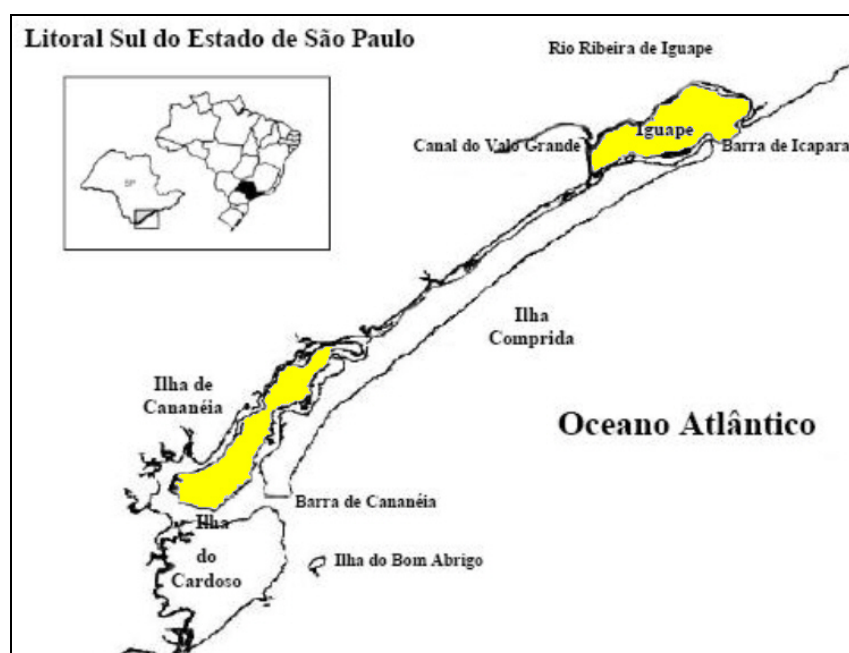 Litoral Sul do Estado de São Paulo
Rio Ribeira de Iguape
Canal do Valo Grande
Iguape
Barra de Icapara
SP
Ilha
Comprida
Ilha de
Cananéia
Oceano Atlântico
Barra de Cananéia
Ilha
do
Cardoso
Ilha do Bom Abrigo